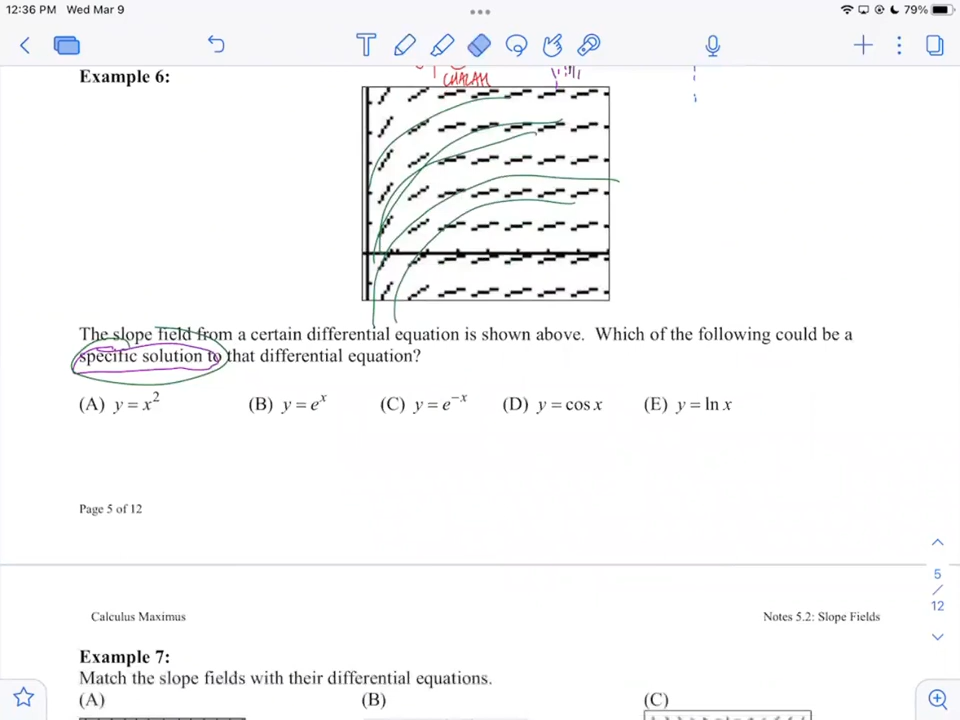 12:36 PM Wed Mar 9
79%
Example 6:
The slope field from a certain differential equation is shown above. Which of the following could be a
specific solution to that differential equation?
(A) y = x² (B) y = eˣ (C) y = e⁻ˣ (D) y = cos x (E) y = ln x
Page 5 of 12
5
/
12
Calculus Maximus Notes 5.2: Slope Fields
Example 7:
Match the slope fields with their differential equations.
(A) (B) (C)